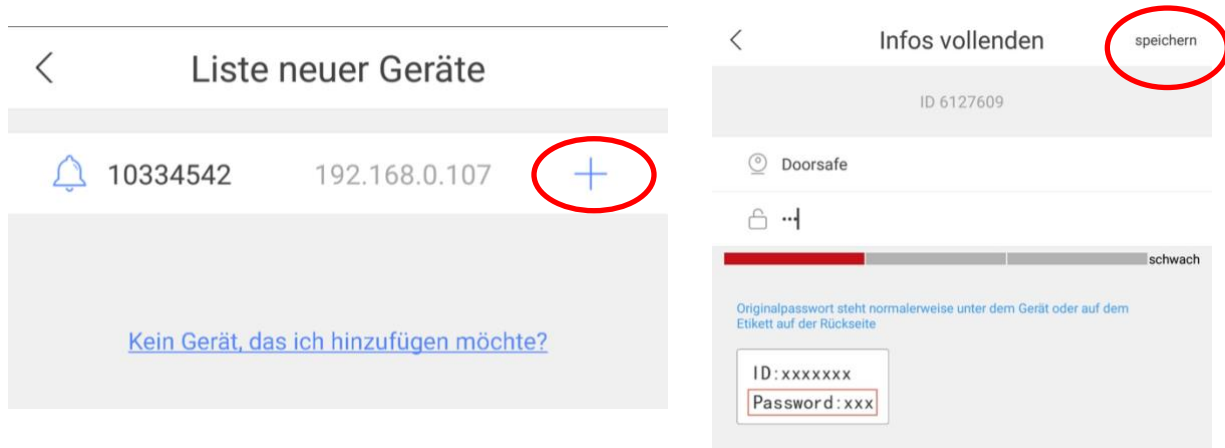 Liste neuer Geräte
10334542 192.168.0.107
Kein Gerät, das ich hinzufügen möchte?
Infos vollenden speichern
ID 6127609
Doorsafe
schwach
Originalpasswort steht normalerweise unter dem Gerät oder auf dem
Etikett auf der Rückseite
ID:xxxxxxx
Password:xxx